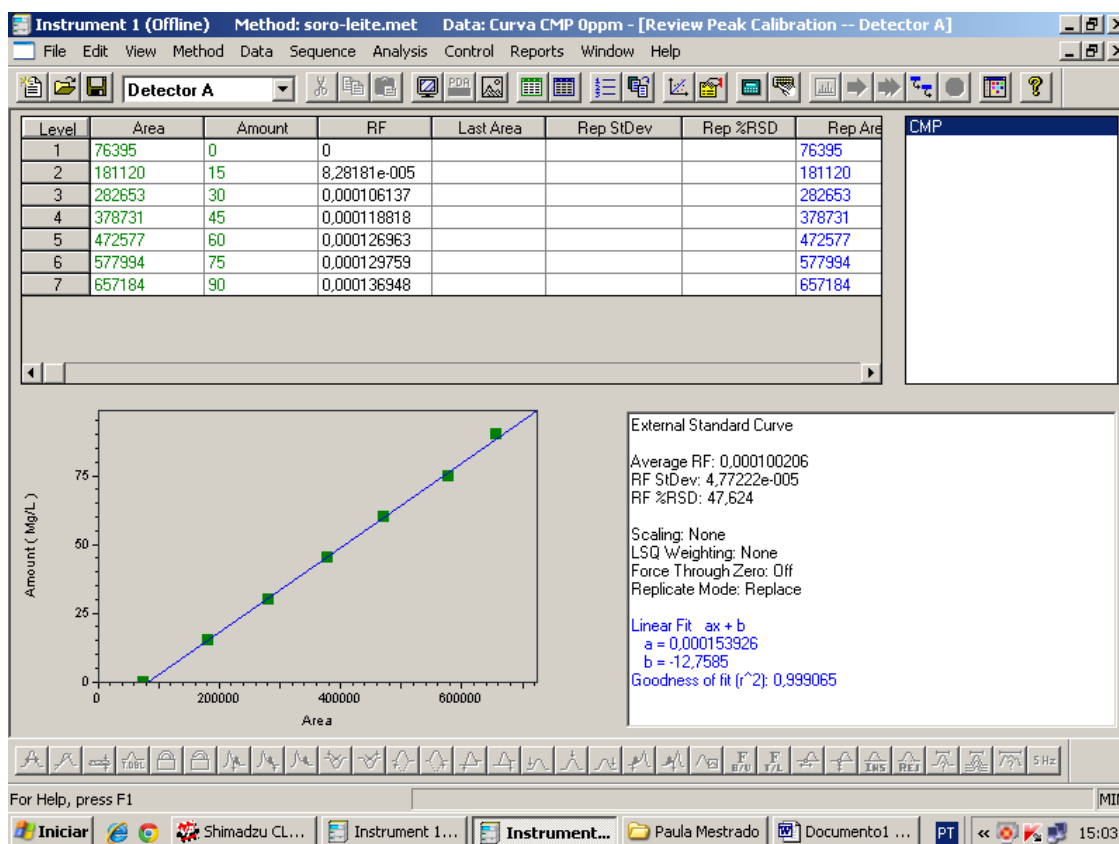 Instrument 1 (Offline) Method: soro-leite.met Data: Curva CMP 0ppm - [Review Peak Calibration -- Detector A]
File Edit View Method Data Sequence Analysis Control Reports Window Help
Detector A
Level Area Amount RF Last Area Rep StDev Rep %RSD Rep Are
1 76395 0 0 76395
2 181120 15 8,28181e-005 181120
3 282653 30 0,000106137 282653
4 378731 45 0,000118818 378731
5 472577 60 0,000126963 472577
6 577994 75 0,000129759 577994
7 657184 90 0,000136948 657184
CMP
Amount ( Mg/L )
75
50
25
0
0 200000 400000 600000
Area
External Standard Curve
Average RF: 0,000100206
RF StDev: 4,77222e-005
RF %RSD: 47,624
Scaling: None
LSQ Weighting: None
Force Through Zero: Off
Replicate Mode: Replace
Linear Fit ax + b
a = 0,000153926
b = -12,7585
Goodness of fit (r^2): 0,999065
For Help, press F1
Iniciar Shimadzu CL... Instrument 1... Instrument... Paula Mestrado Documento1 ... PT 15:03